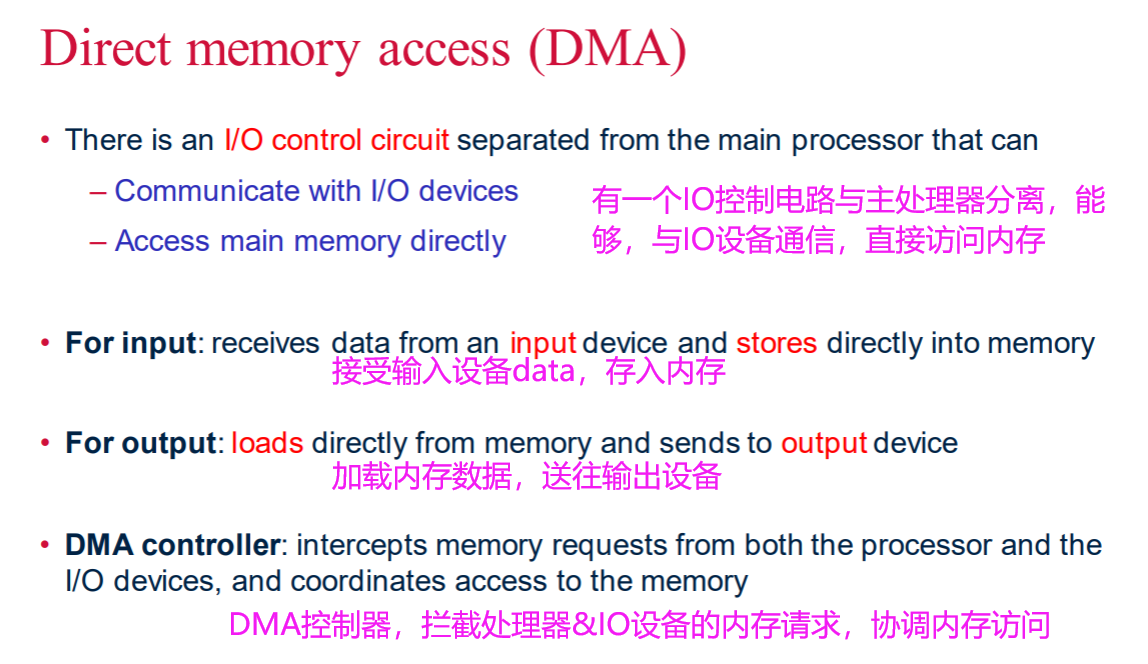 Direct memory access (DMA)
• There is an I/O control circuit separated from the main processor that can
– Communicate with I/O devices
– Access main memory directly
有一个IO控制电路与主处理器分离，能
够，与IO设备通信，直接访问内存
• For input: receives data from an input device and stores directly into memory
接受输入设备data，存入内存
• For output: loads directly from memory and sends to output device
加载内存数据，送往输出设备
• DMA controller: intercepts memory requests from both the processor and the
I/O devices, and coordinates access to the memory
DMA控制器，拦截处理器&IO设备的内存请求，协调内存访问